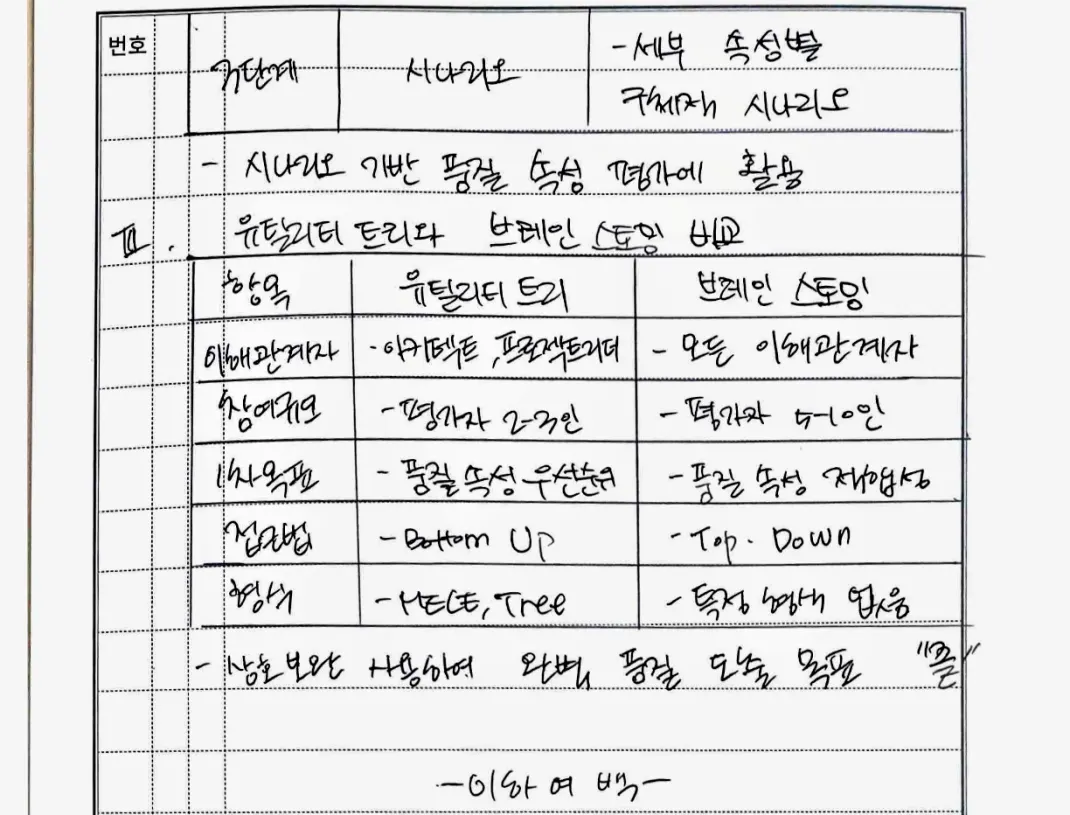 번호
구단계 시나리오 - 세부 속성별
구체적 시나리오
- 시나리오 기반 품질 속성 평가에 활용
II. 유틸리티 트리와 브레인 스토밍 비교
항목 유틸리티 트리 브레인 스토밍
이해관계자 - 아키텍트, 프로젝트리더 - 모든 이해관계자
참여규모 - 평가자 2-3인 - 평가자 5-10인
1차목표 - 품질 속성 우선순위 - 품질 속성 적합성
접근법 - Bottom Up - Top. Down
형식 - MECE, Tree - 특정 형식 없음
- 상호보완 사용하여 완벽 품질 도출 목표 "끝"
- 이하 여백 -